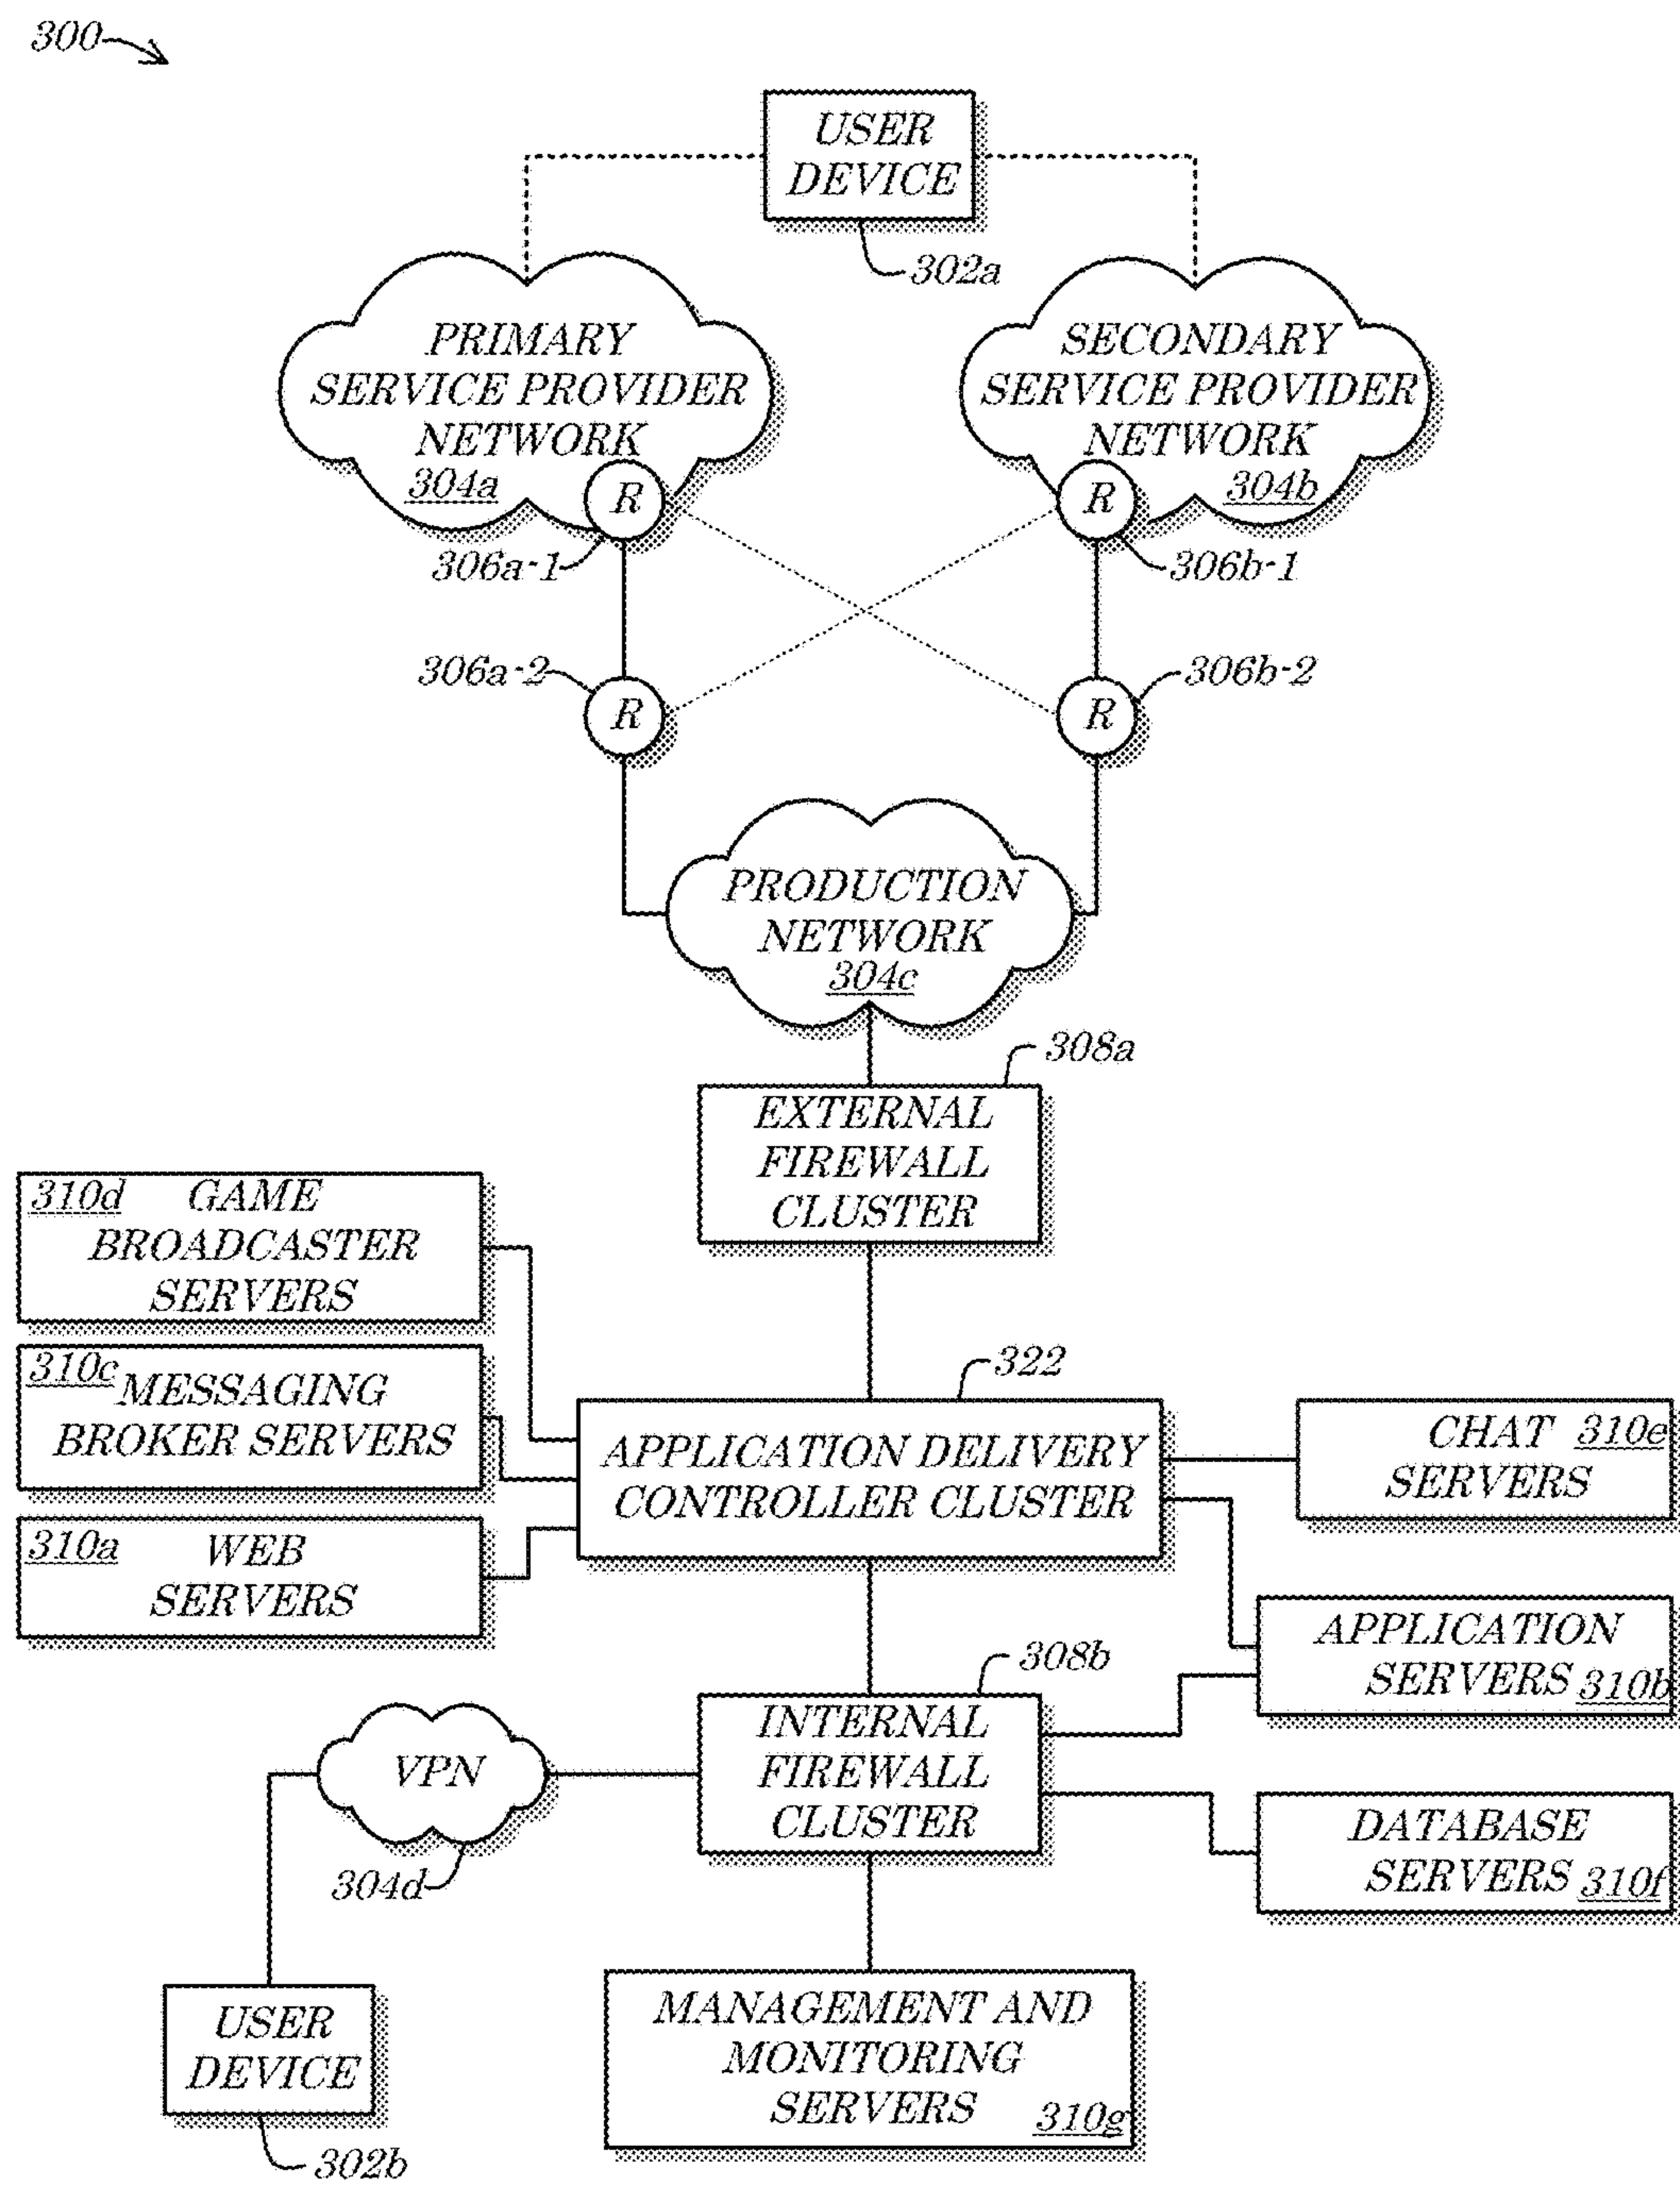 300
USER
DEVICE
302a
PRIMARY
SERVICE PROVIDER
NETWORK
304a
R
306a-1
SECONDARY
SERVICE PROVIDER
NETWORK
304b
R
306b-1
306a-2
R
R
306b-2
PRODUCTION
NETWORK
304c
308a
EXTERNAL
FIREWALL
CLUSTER
310d GAME
BROADCASTER
SERVERS
310c MESSAGING
BROKER SERVERS
310a WEB
SERVERS
322
APPLICATION DELIVERY
CONTROLLER CLUSTER
CHAT 310e
SERVERS
APPLICATION
SERVERS 310b
308b
INTERNAL
FIREWALL
CLUSTER
VPN
304d
DATABASE
SERVERS 310f
USER
DEVICE
302b
MANAGEMENT AND
MONITORING
SERVERS 310g